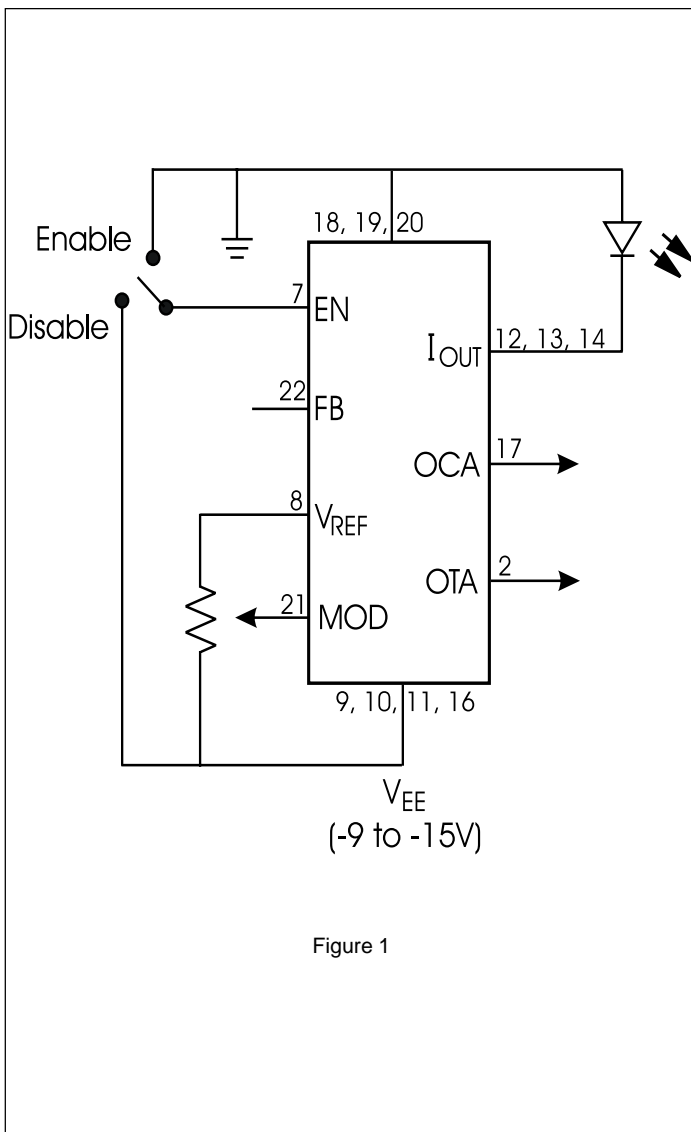 18, 19, 20
Enable
Disable
7
EN
I OUT
12, 13, 14
22
FB
17
OCA
8
VREF
2
OTA
21
MOD
9, 10, 11, 16
VEE
(-9 to -15V)
Figure 1